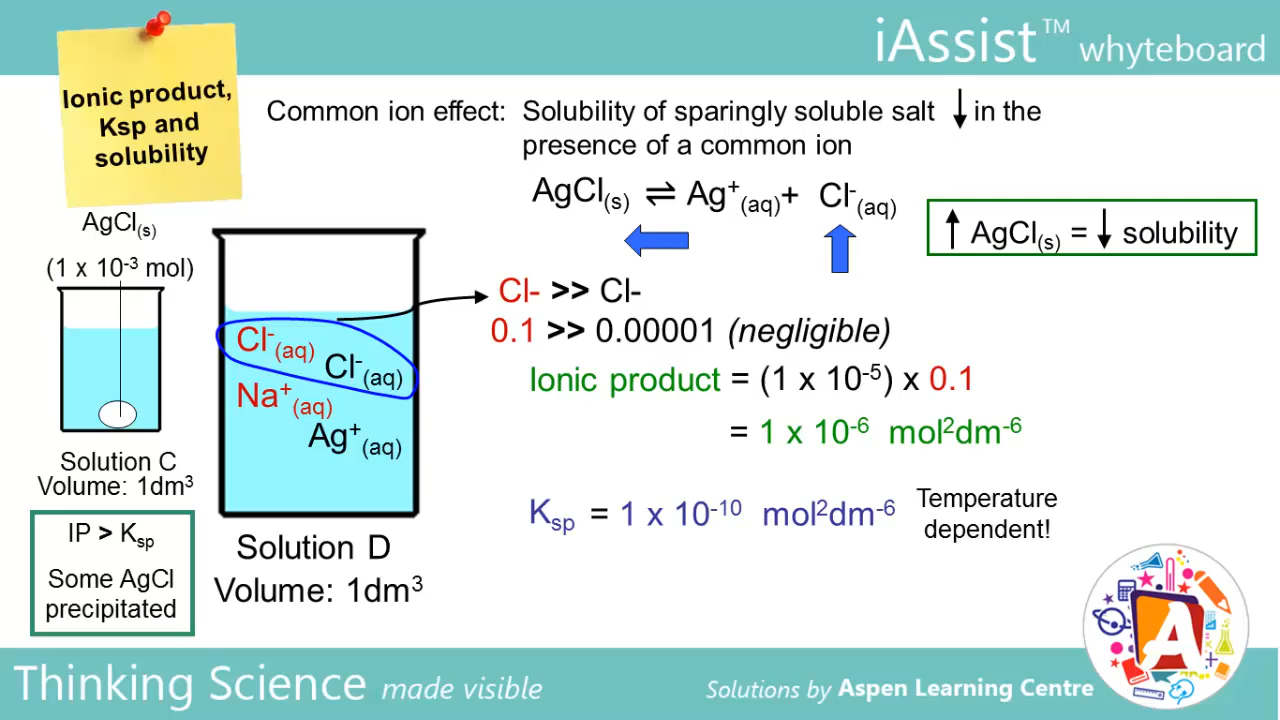 iAssist™ whyteboard
Ionic product,
Ksp and
solubility
Common ion effect: Solubility of sparingly soluble salt ↓ in the
presence of a common ion
AgCl(s) ⇌ Ag⁺(aq)+ Cl⁻(aq)
↑ AgCl(s) = ↓ solubility
AgCl(s)
(1 x 10⁻³ mol)
Solution C
Volume: 1dm³
IP > Ksp
Some AgCl
precipitated
Cl⁻(aq)
Cl⁻(aq)
Na⁺(aq)
Ag⁺(aq)
Solution D
Volume: 1dm³
Cl- >> Cl-
0.1 >> 0.00001 (negligible)
Ionic product = (1 x 10⁻⁵) x 0.1
= 1 x 10⁻⁶ mol²dm⁻⁶
Ksp = 1 x 10⁻¹⁰ mol²dm⁻⁶
Temperature
dependent!
A
Thinking Science made visible
Solutions by Aspen Learning Centre